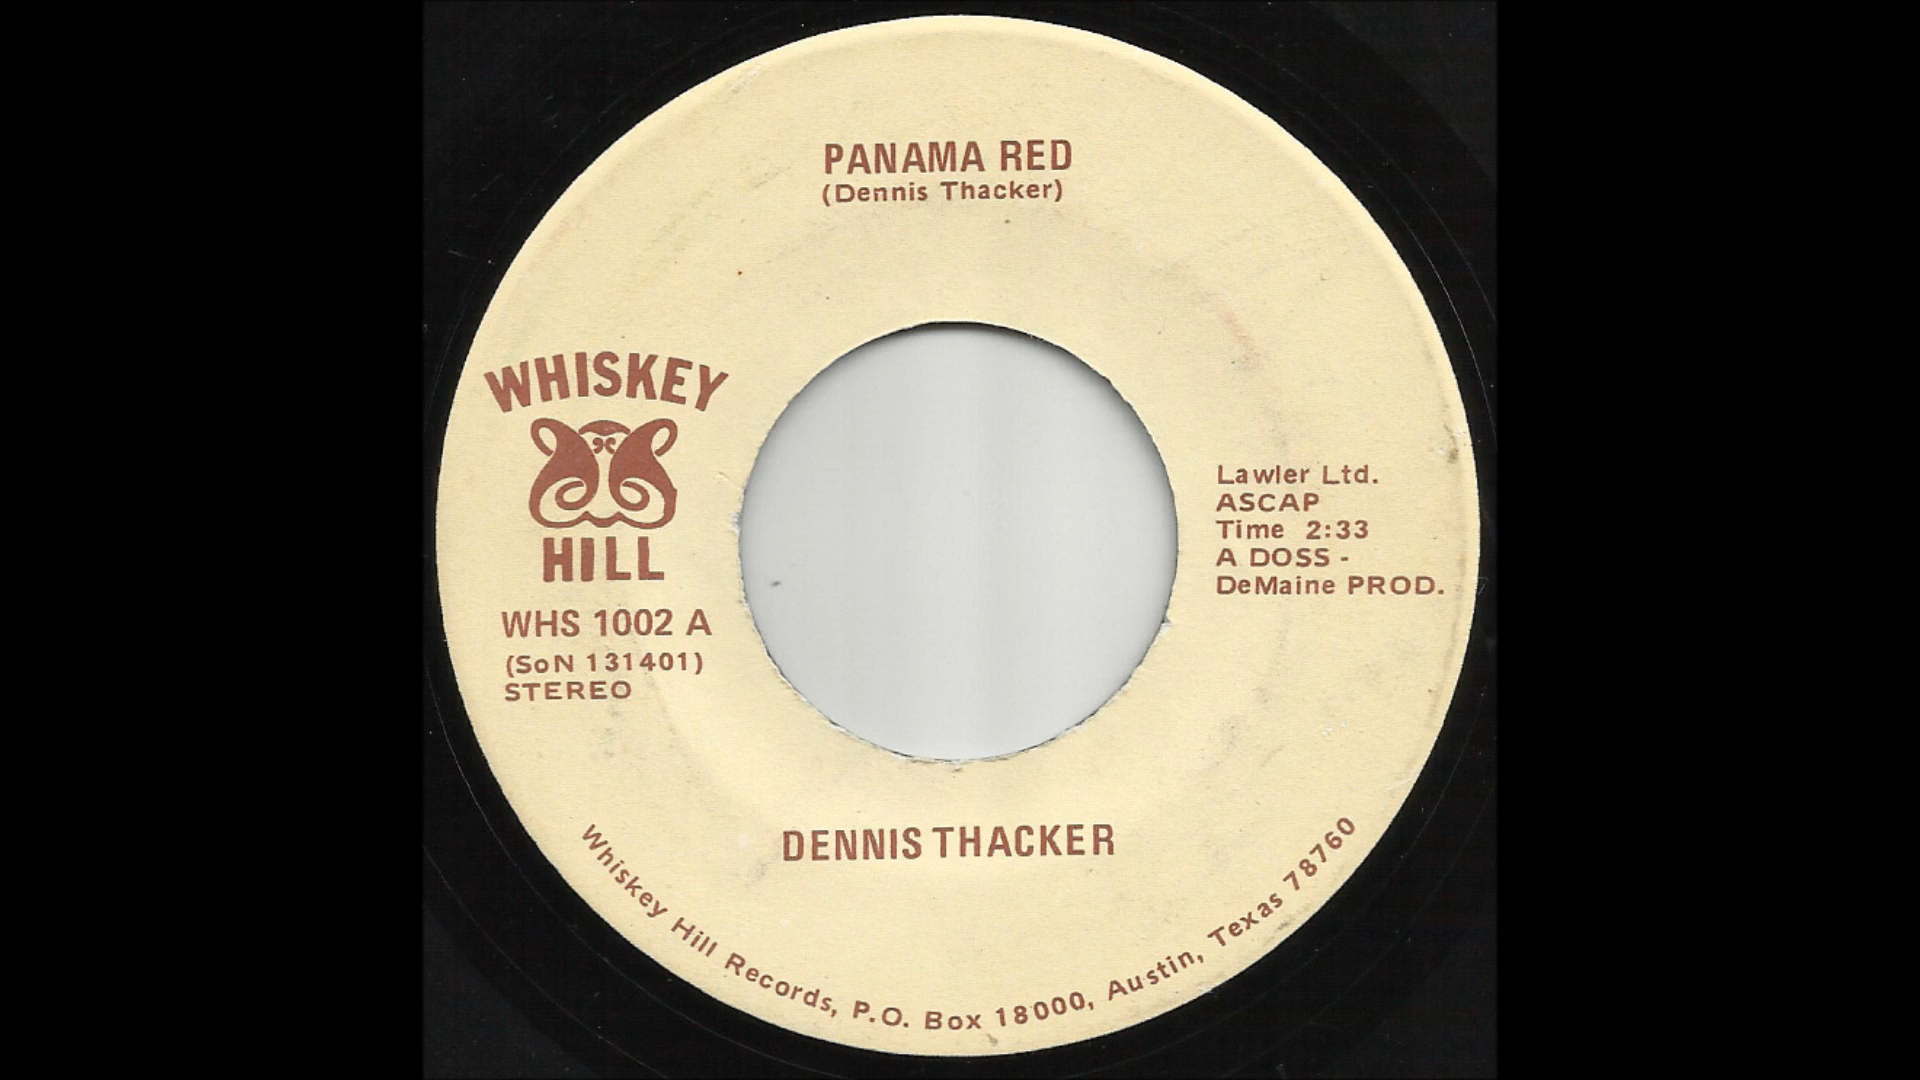 PANAMA RED
(Dennis Thacker)
WHISKEY
HILL
WHS 1002 A
(SoN 131401)
STEREO
Lawler Ltd.
ASCAP
Time 2:33
A DOSS -
DeMaine PROD.
DENNIS THACKER
Whiskey Hill Records, P.O. Box 18000, Austin, Texas 78760